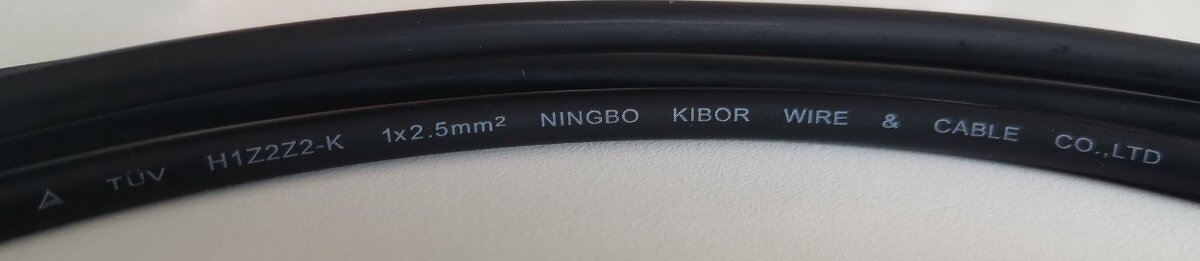 TÜV H1Z2Z2-K 1x2.5mm² NINGBO KIBOR WIRE & CABLE CO.,LTD